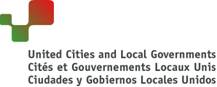 United Cities and Local Governments
Cités et Gouvernements Locaux Unis
Ciudades y Gobiernos Locales Unidos